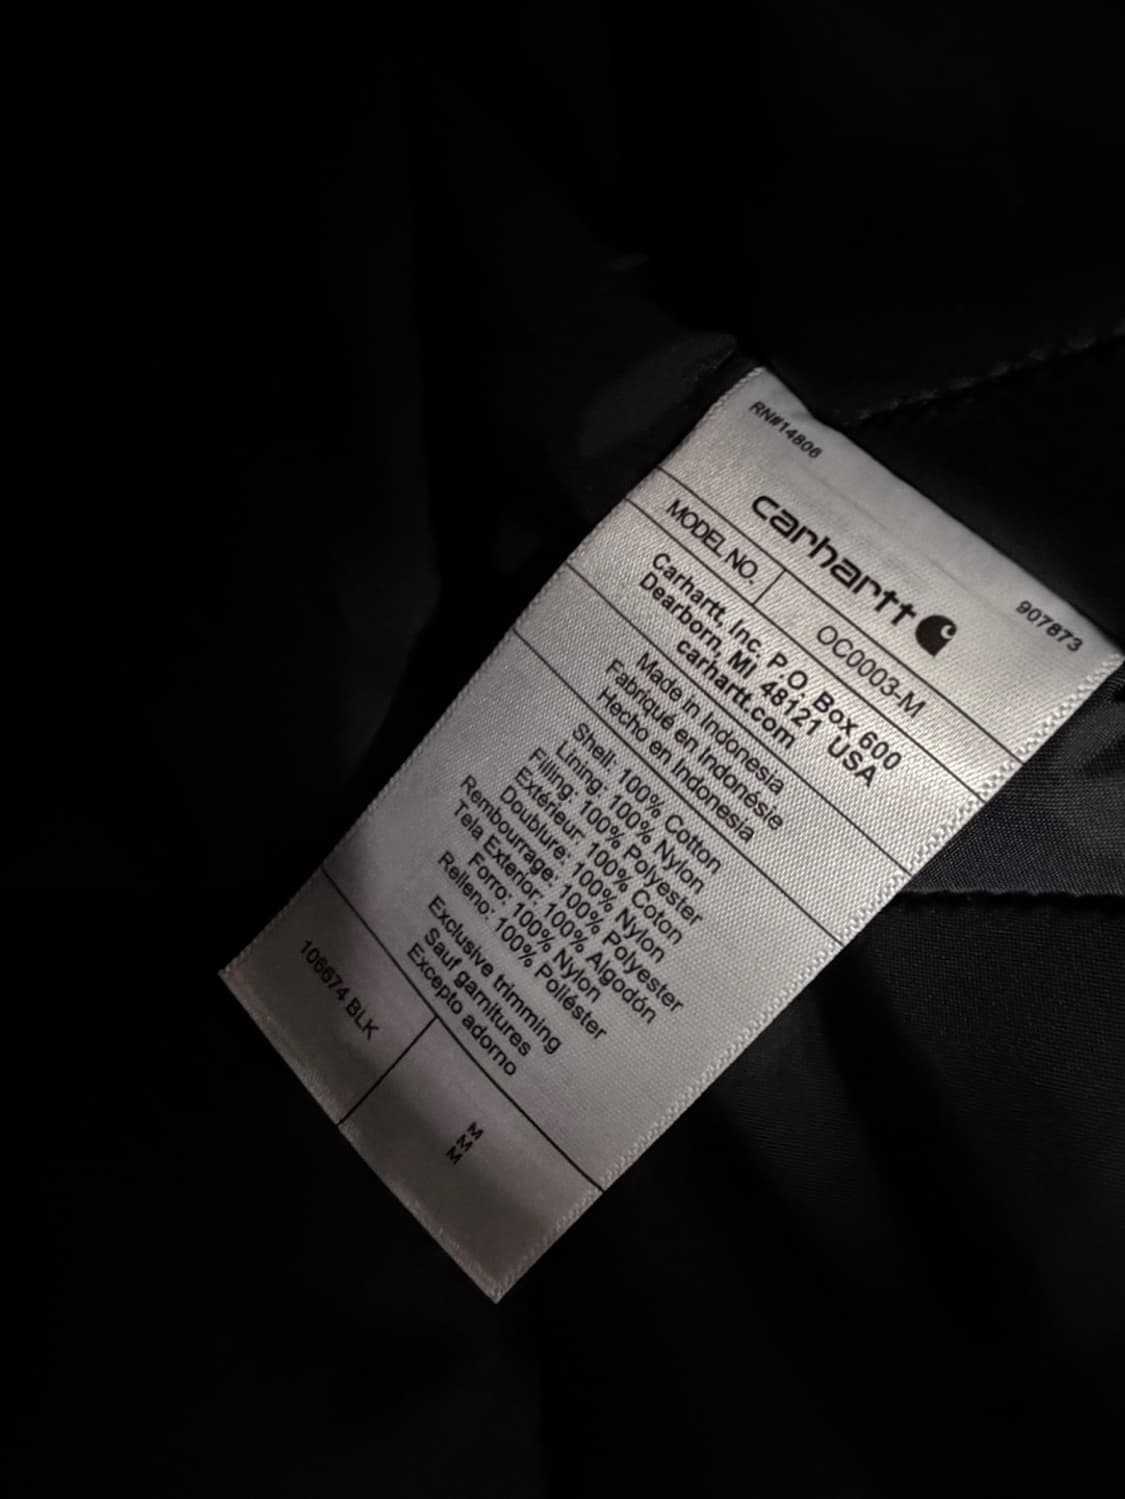 RN#14806
907873
carhartt
MODEL NO. OC0003-M
Carhartt, Inc. P.O. Box 600
Dearborn, MI 48121 USA
carhartt.com
Made in Indonesia
Fabriqué en Indonésie
Hecho en Indonesia
Shell: 100% Cotton
Lining: 100% Nylon
Filling: 100% Polyester
Extérieur: 100% Coton
Doublure: 100% Nylon
Rembourrage: 100% Polyester
Tela Exterior: 100% Algodón
Forro: 100% Nylon
Relleno: 100% Poliéster
Exclusive trimming
Sauf garnitures
Excepto adorno
106674 BLK
M
M
M